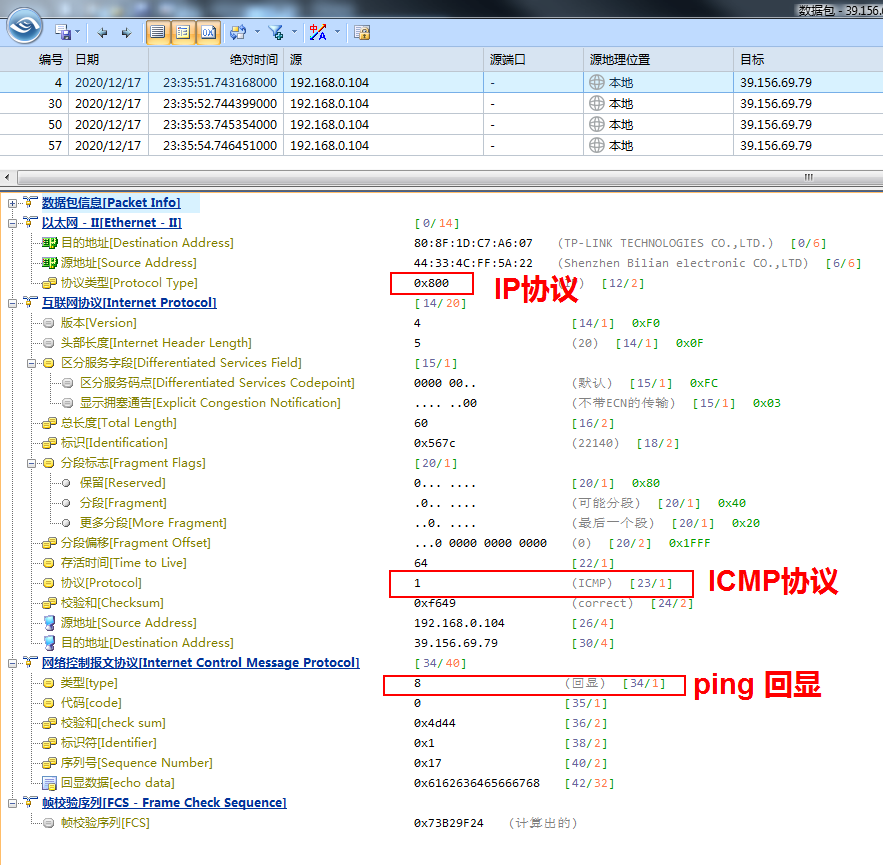 数据包 - 39.156.6
编号 日期 绝对时间 源 源端口 源地理位置 目标
4 2020/12/17 23:35:51.743168000 192.168.0.104 - 本地 39.156.69.79
30 2020/12/17 23:35:52.744399000 192.168.0.104 - 本地 39.156.69.79
50 2020/12/17 23:35:53.745354000 192.168.0.104 - 本地 39.156.69.79
57 2020/12/17 23:35:54.746451000 192.168.0.104 - 本地 39.156.69.79
数据包信息[Packet Info]
以太网 - II[Ethernet - II] [0/14]
目的地址[Destination Address] 80:8F:1D:C7:A6:07 (TP-LINK TECHNOLOGIES CO.,LTD.) [0/6]
源地址[Source Address] 44:33:4C:FF:5A:22 (Shenzhen Bilian electronic CO.,LTD) [6/6]
协议类型[Protocol Type] 0x800 IP协议 [12/2]
互联网协议[Internet Protocol] [14/20]
版本[Version] 4 [14/1] 0xF0
头部长度[Internet Header Length] 5 (20) [14/1] 0x0F
区分服务字段[Differentiated Services Field] [15/1]
区分服务码点[Differentiated Services Codepoint] 0000 00.. (默认) [15/1] 0xFC
显示拥塞通告[Explicit Congestion Notification] .... ..00 (不带ECN的传输) [15/1] 0x03
总长度[Total Length] 60 [16/2]
标识[Identification] 0x567c (22140) [18/2]
分段标志[Fragment Flags] [20/1]
保留[Reserved] 0... .... [20/1] 0x80
分段[Fragment] .0.. .... (可能分段) [20/1] 0x40
更多分段[More Fragment] ..0. .... (最后一个段) [20/1] 0x20
分段偏移[Fragment Offset] ...0 0000 0000 0000 (0) [20/2] 0x1FFF
存活时间[Time to Live] 64 [22/1]
协议[Protocol] 1 (ICMP) [23/1] ICMP协议
校验和[Checksum] 0xf649 (correct) [24/2]
源地址[Source Address] 192.168.0.104 [26/4]
目的地址[Destination Address] 39.156.69.79 [30/4]
网络控制报文协议[Internet Control Message Protocol] [34/40]
类型[type] 8 (回显) [34/1] ping 回显
代码[code] 0 [35/1]
校验和[check sum] 0x4d44 [36/2]
标识符[Identifier] 0x1 [38/2]
序列号[Sequence Number] 0x17 [40/2]
回显数据[echo data] 0x6162636465666768 [42/32]
帧校验序列[FCS - Frame Check Sequence]
帧校验序列[FCS] 0x73B29F24 (计算出的)